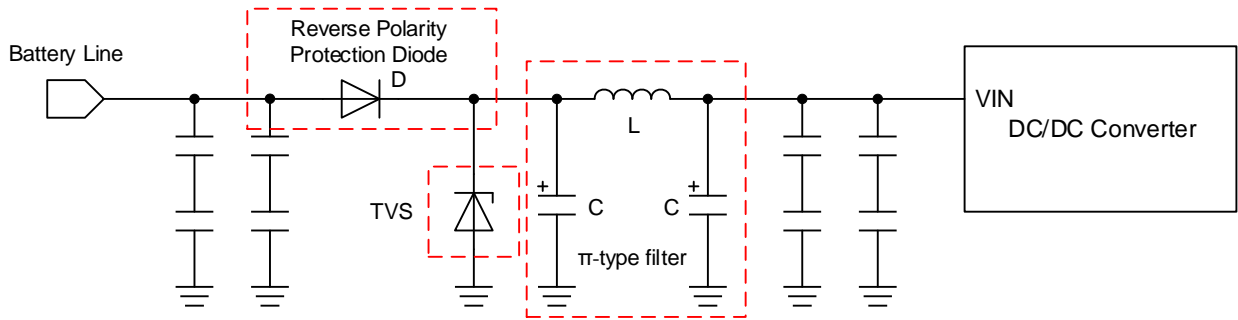 Reverse Polarity
Protection Diode
Battery Line
D
VIN
DC/DC Converter
L
TVS
+
C
C
+
π-type filter